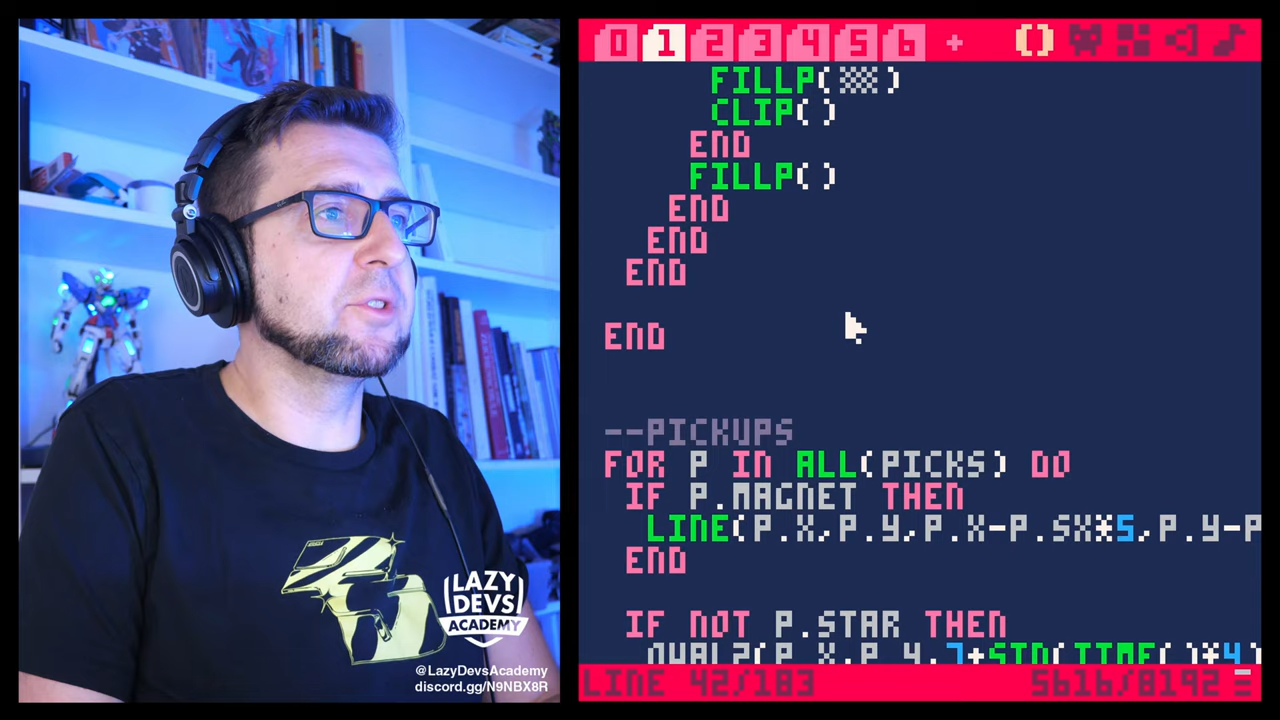 0 1 2 3 4 5 6 + ()
FILLP(▒▒)
CLIP()
END
FILLP()
END
END
END
END
--PICKUPS
FOR P IN ALL(PICKS) DO
IF P.MAGNET THEN
LINE(P.X,P.Y,P.X-P.SX*5,P.Y-P
END
IF NOT P.STAR THEN
LINE 42/183
5616/8192
LAZY
DEVS
ACADEMY
@LazyDevsAcademy
discord.gg/N9NBX8R